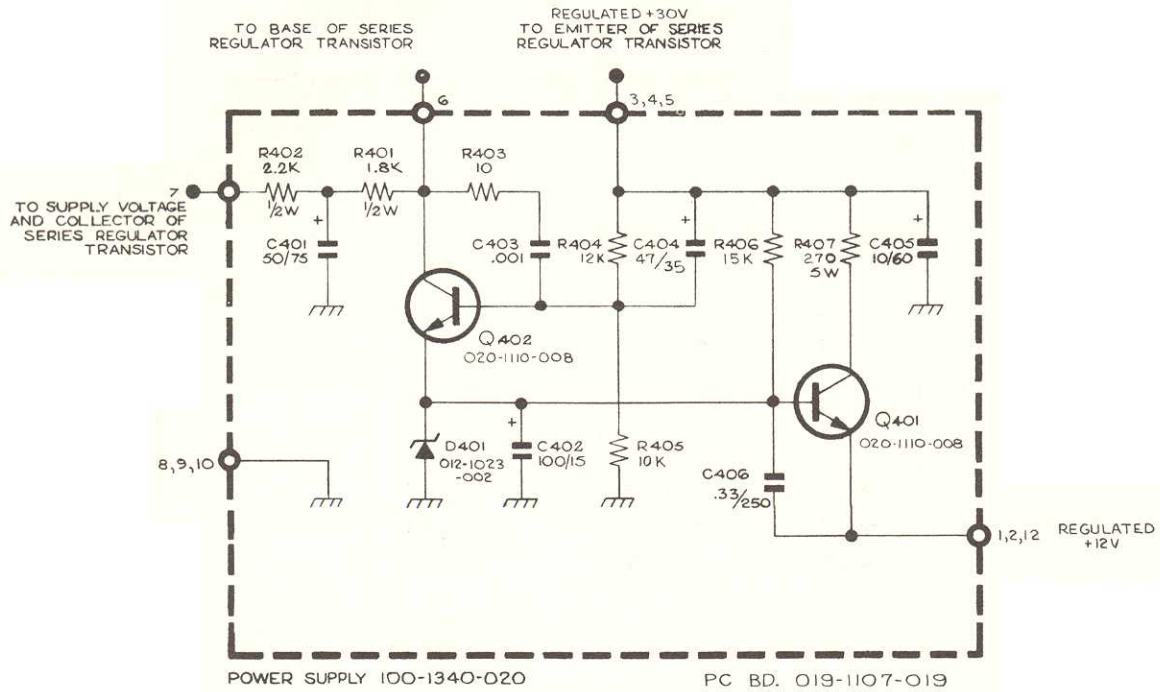 TO BASE OF SERIES
REGULATOR TRANSISTOR
REGULATED +30V
TO EMITTER OF SERIES
REGULATOR TRANSISTOR
6
3,4,5
R402
2.2K
1/2W
R401
1.8K
1/2W
R403
10
7
TO SUPPLY VOLTAGE
AND COLLECTOR OF
SERIES REGULATOR
TRANSISTOR
+
C401
50/75
C403
.001
R404
12K
+
C404
47/35
R406
15K
R407
270
5W
+
C405
10/60
Q402
020-1110-008
Q401
020-1110-008
8,9,10
D401
012-1023
-002
+
C402
100/15
R405
10K
C406
.33/250
1,2,12
REGULATED
+12V
POWER SUPPLY 100-1340-020
PC BD. 019-1107-019